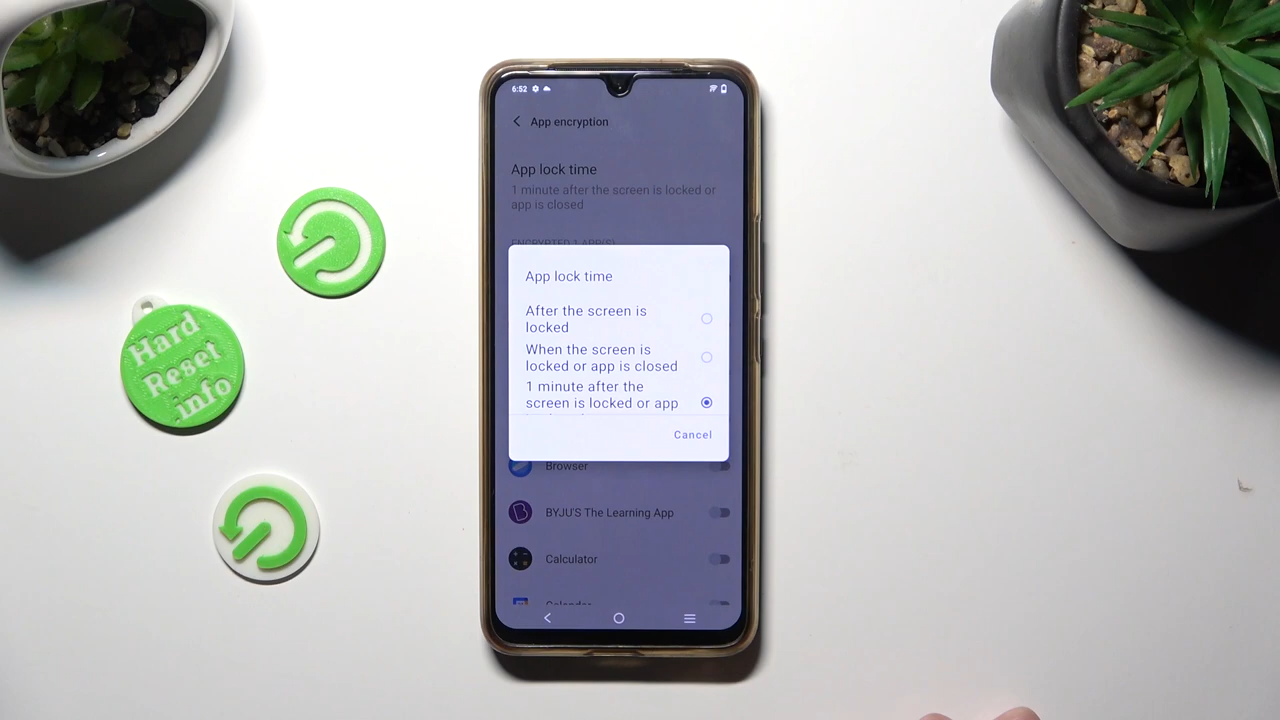 6:52
App encryption
App lock time
1 minute after the screen is locked or
app is closed
ENCRYPTED 1 APP(S)
App lock time
After the screen is
locked
When the screen is
locked or app is closed
1 minute after the
screen is locked or app
Cancel
Browser
BYJU'S The Learning App
Calculator
Calendar
Hard
Reset
.info